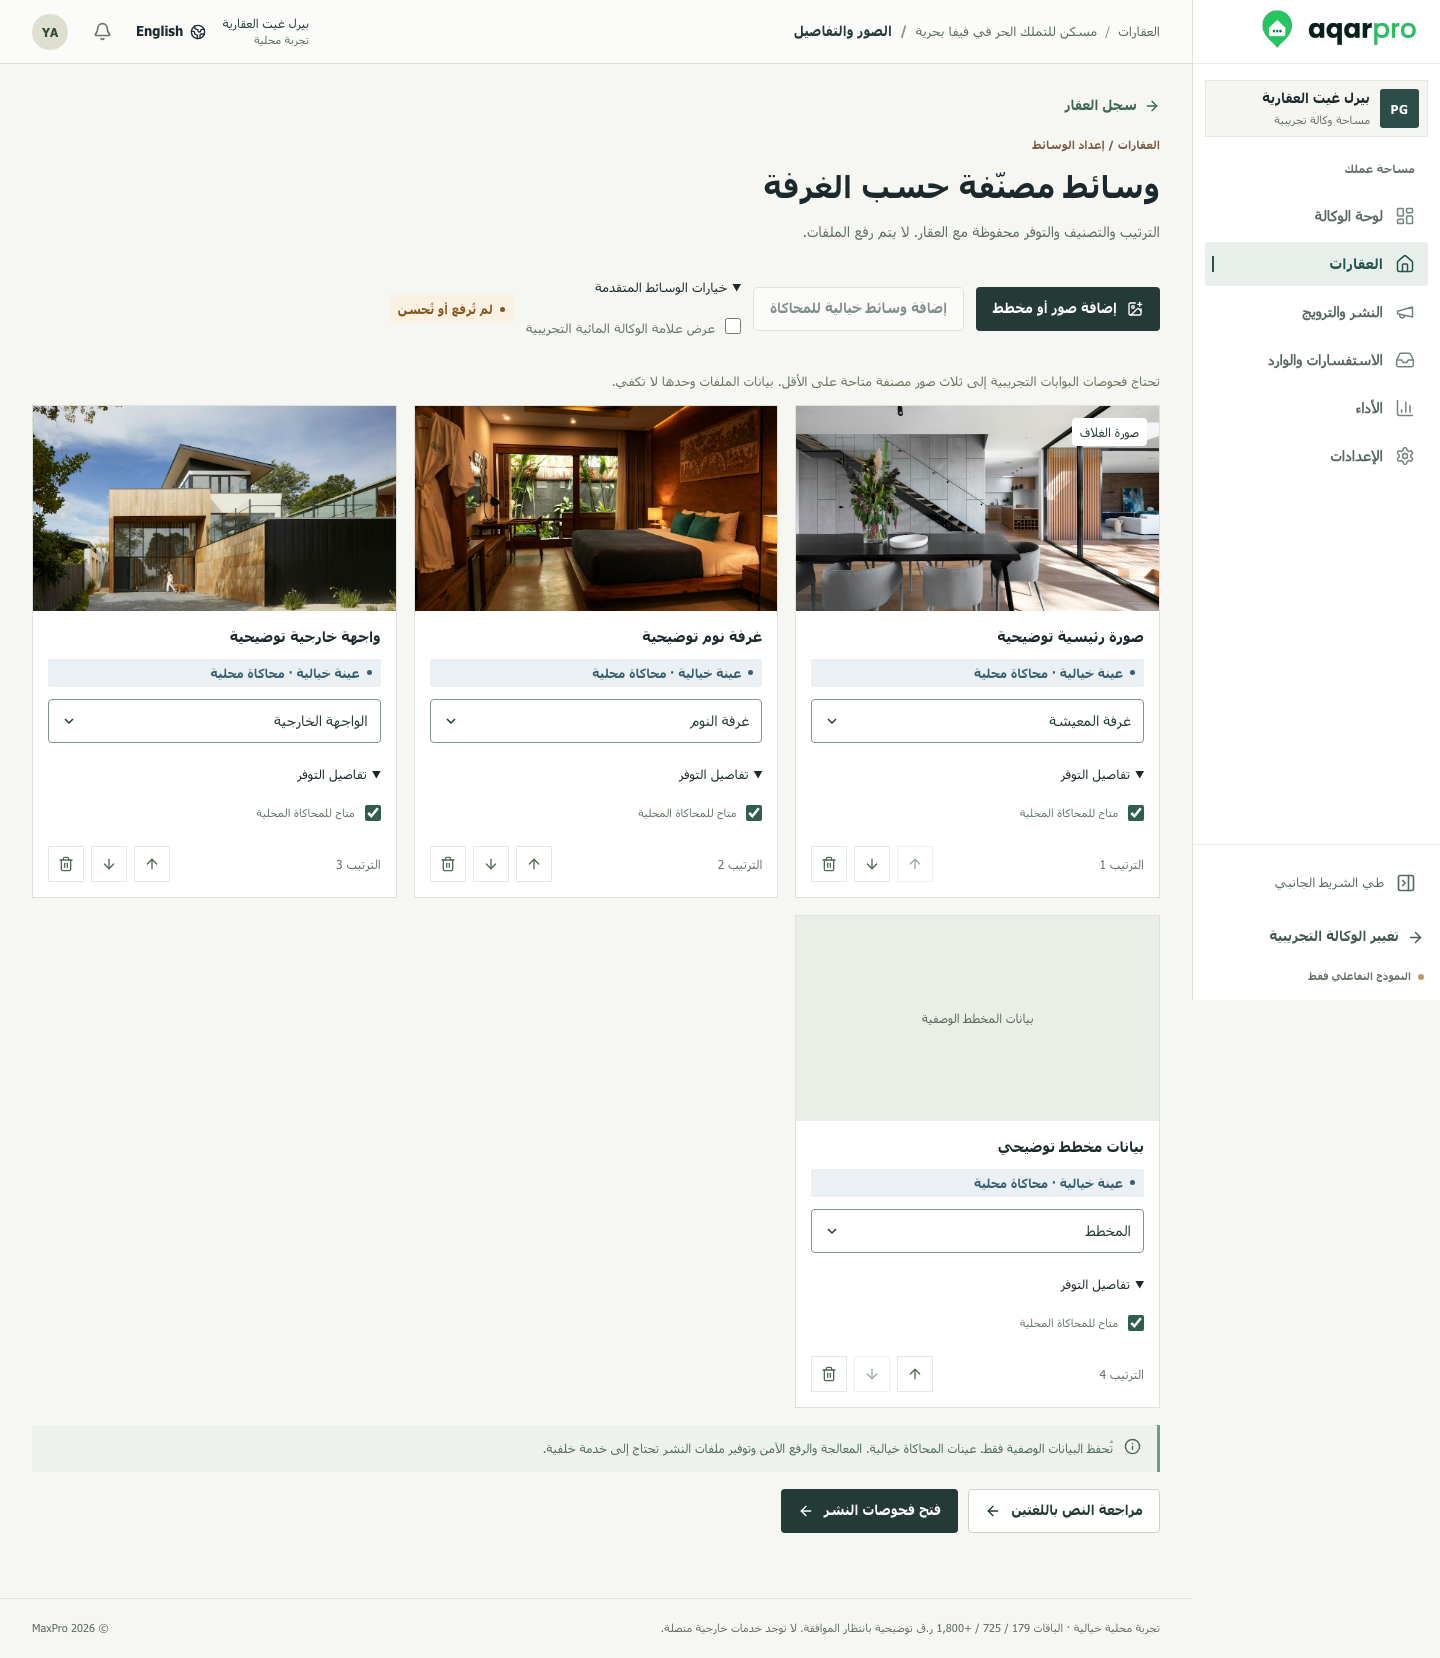 aqarpro
PG
بيرل غيت العقارية
مساحة وكالة تجريبية
مساحة عملك
لوحة الوكالة
العقارات
النشر والترويج
الاستفسارات والوارد
الأداء
الإعدادات
طي الشريط الجانبي
تغيير الوكالة التجريبية
النموذج التفاعلي فقط
العقارات / مسكن للتملك الحر في فيفا بحرية / الصور والتفاصيل
بيرل غيت العقارية
تجربة محلية
English
YA
سجل العقار
العقارات / إعداد الوسائط
وسائط مصنّفة حسب الغرفة
الترتيب والتصنيف والتوفر محفوظة مع العقار. لا يتم رفع الملفات.
إضافة صور أو مخطط
إضافة وسائط خيالية للمحاكاة
خيارات الوسائط المتقدمة
عرض علامة الوكالة المائية التجريبية
لم تُرفع أو تُحسن
تحتاج فحوصات البوابات التجريبية إلى ثلاث صور مصنفة متاحة على الأقل. بيانات الملفات وحدها لا تكفي.
صورة الغلاف
صورة رئيسية توضيحية
عينة خيالية · محاكاة محلية
غرفة المعيشة
تفاصيل التوفر
متاح للمحاكاة المحلية
الترتيب 1
غرفة نوم توضيحية
عينة خيالية · محاكاة محلية
غرفة النوم
تفاصيل التوفر
متاح للمحاكاة المحلية
الترتيب 2
واجهة خارجية توضيحية
عينة خيالية · محاكاة محلية
الواجهة الخارجية
تفاصيل التوفر
متاح للمحاكاة المحلية
الترتيب 3
بيانات المخطط الوصفية
بيانات مخطط توضيحي
عينة خيالية · محاكاة محلية
المخطط
تفاصيل التوفر
متاح للمحاكاة المحلية
الترتيب 4
تُحفظ البيانات الوصفية فقط. عينات المحاكاة خيالية. المعالجة والرفع الآمن وتوفير ملفات النشر تحتاج إلى خدمة خلفية.
مراجعة النص باللغتين
فتح فحوصات النشر
تجربة محلية خيالية · الباقات 179 / 725 / +1,800 ر.ق توضيحية بانتظار الموافقة. لا توجد خدمات خارجية متصلة.
© 2026 MaxPro